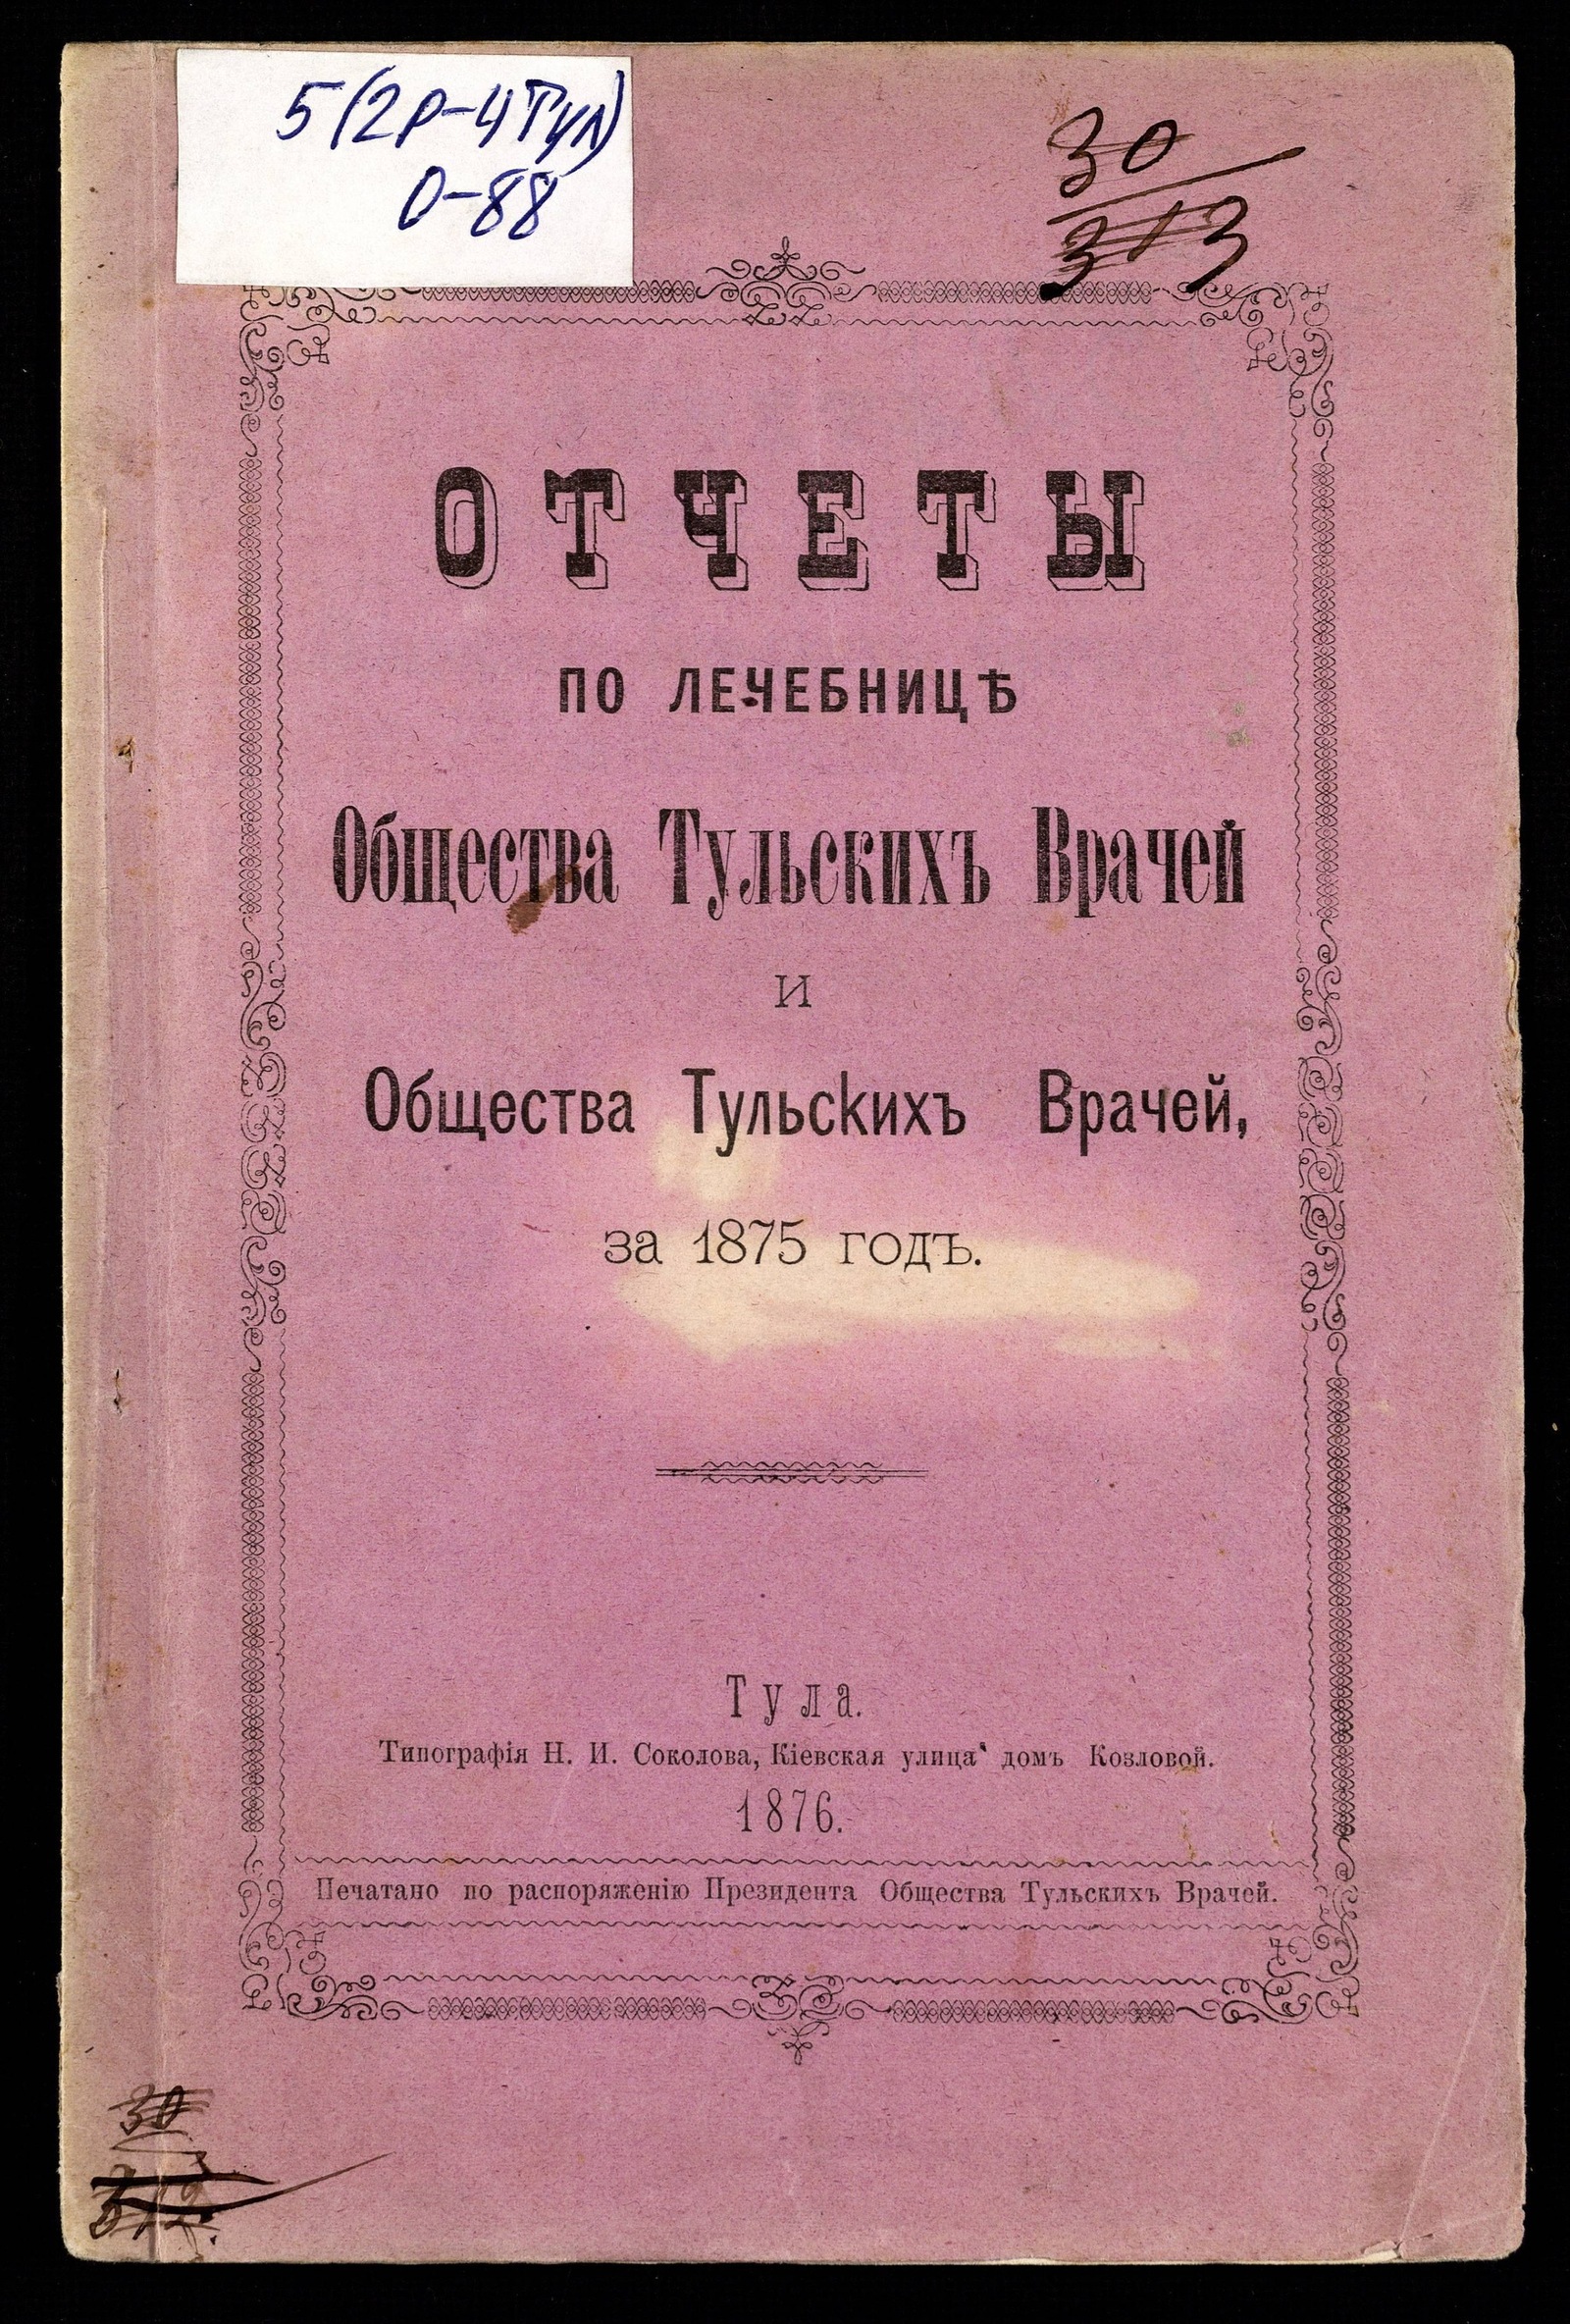 5(2Р-4Тул)
О-88
30
313
ОТЧЕТЫ
ПО ЛЕЧЕБНИЦѢ
Общества Тульскихъ Врачей
И
Общества Тульскихъ Врачей,
за 1875 годъ.
Тула.
Типографія Н. И. Соколова, Кіевская улица‘ домъ Козловой.
1876.
Печатано по распоряженію Президента Общества Тульскихъ Врачей.
30